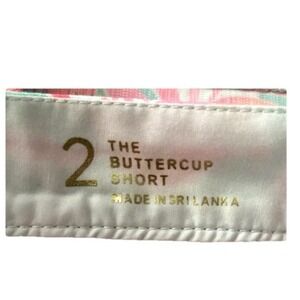 2
THE
BUTTERCUP
SHORT
MADE IN SRI LANKA